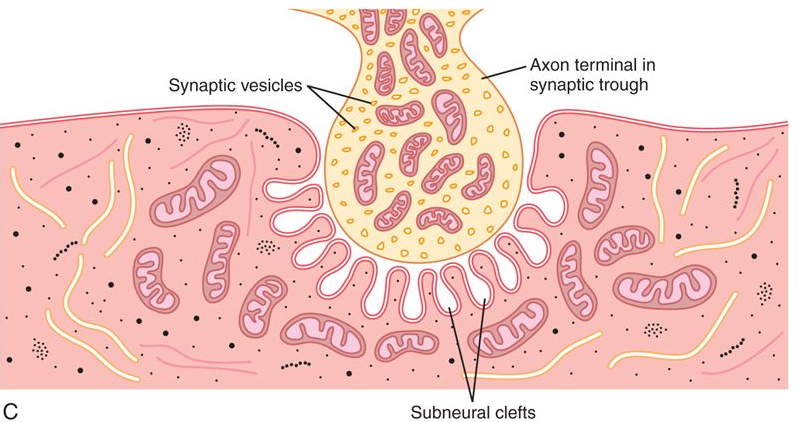 Axon terminal in
synaptic trough
Synaptic vesicles
Subneural clefts
C